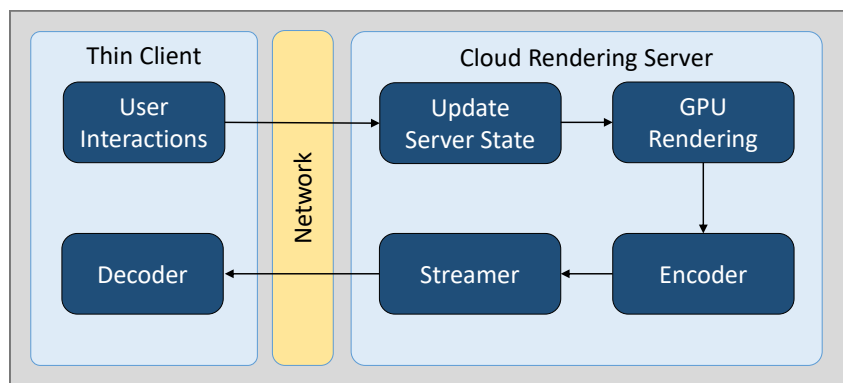 Thin Client
Cloud Rendering Server
User
Interactions
Update
Server State
GPU
Rendering
Network
Decoder
Streamer
Encoder